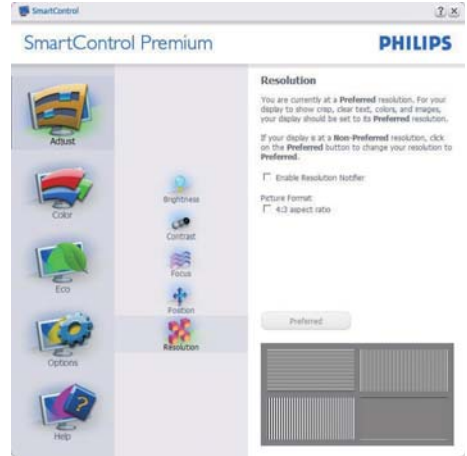 SmartControl
SmartControl Premium
PHILIPS
Adjust
Color
Eco
Options
Help
Brightness
Contrast
Focus
Position
Resolution
Resolution
You are currently at a Preferred resolution. For your
display to show crisp, clear text, colors, and images,
your display should be set to its Preferred resolution.
If your display is at a Non-Preferred resolution, click
on the Preferred button to change your resolution to
Preferred.
Enable Resolution Notifier
Picture Format:
4:3 aspect ratio
Preferred